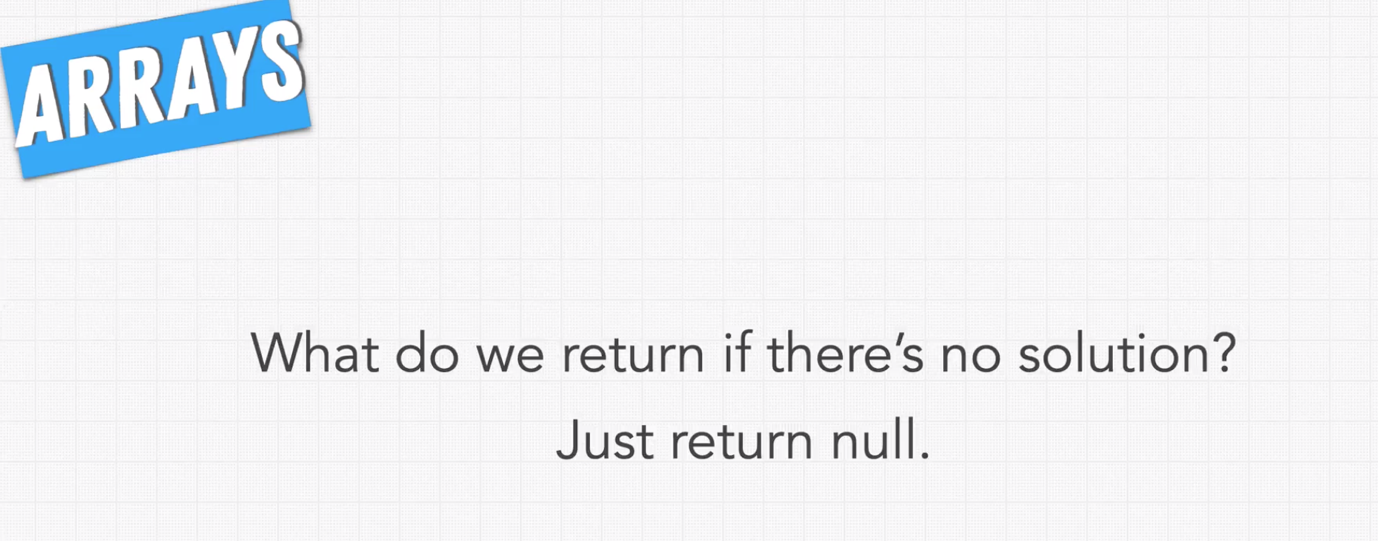 ARRAYS
What do we return if there’s no solution?
Just return null.